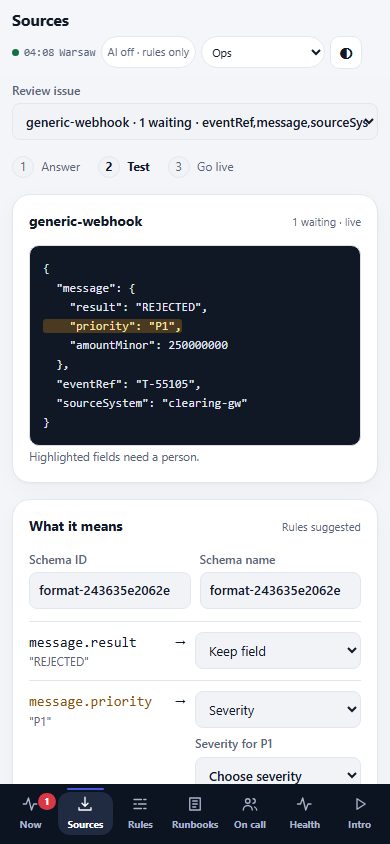 Sources
04:08 Warsaw
AI off · rules only
Ops
Review issue
generic-webhook · 1 waiting · eventRef,message,sourceSys
1 Answer
2 Test
3 Go live
generic-webhook
1 waiting · live
{
"message": {
"result": "REJECTED",
"priority": "P1",
"amountMinor": 250000000
},
"eventRef": "T-55105",
"sourceSystem": "clearing-gw"
}
Highlighted fields need a person.
What it means
Rules suggested
Schema ID
Schema name
format-243635e2062e
format-243635e2062e
message.result → Keep field
"REJECTED"
message.priority → Severity
"P1"
Severity for P1
Choose severity
1
Now
Sources
Rules
Runbooks
On call
Health
Intro